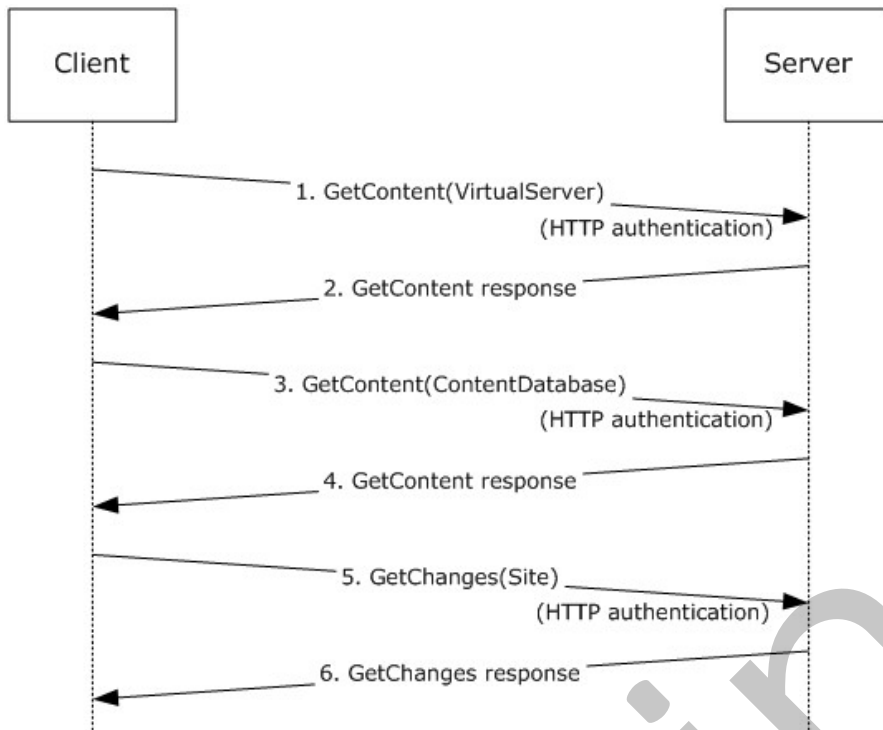 Client
Server
1. GetContent(VirtualServer)
(HTTP authentication)
2. GetContent response
3. GetContent(ContentDatabase)
(HTTP authentication)
4. GetContent response
5. GetChanges(Site)
(HTTP authentication)
6. GetChanges response